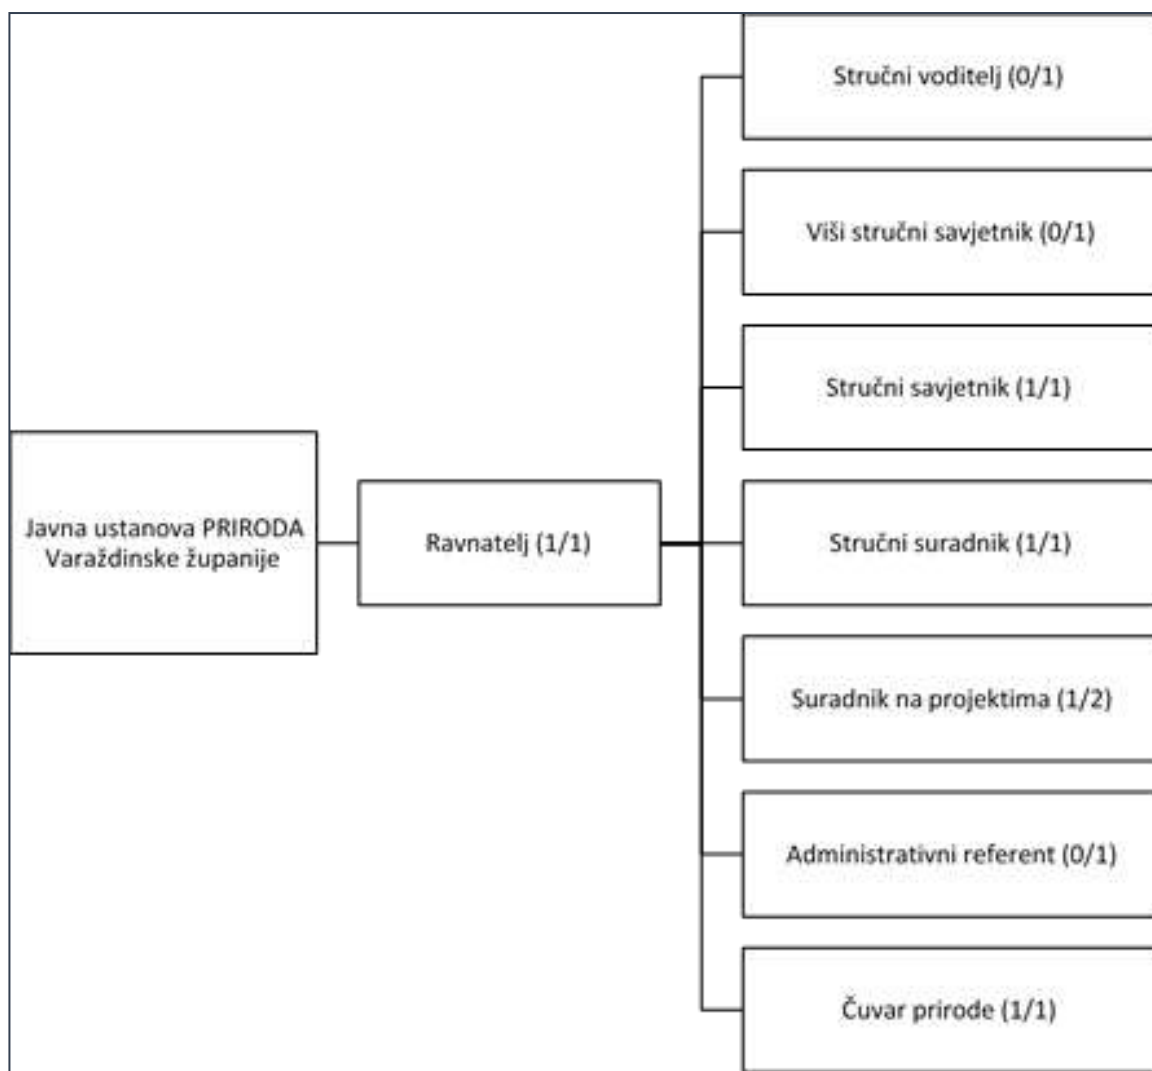 Stručni voditelj (0/1)
Viši stručni savjetnik (0/1)
Stručni savjetnik (1/1)
Javna ustanova PRIRODA
Varaždinske županije
Ravnatelj (1/1)
Stručni suradnik (1/1)
Suradnik na projektima (1/2)
Administrativni referent (0/1)
Čuvar prirode (1/1)